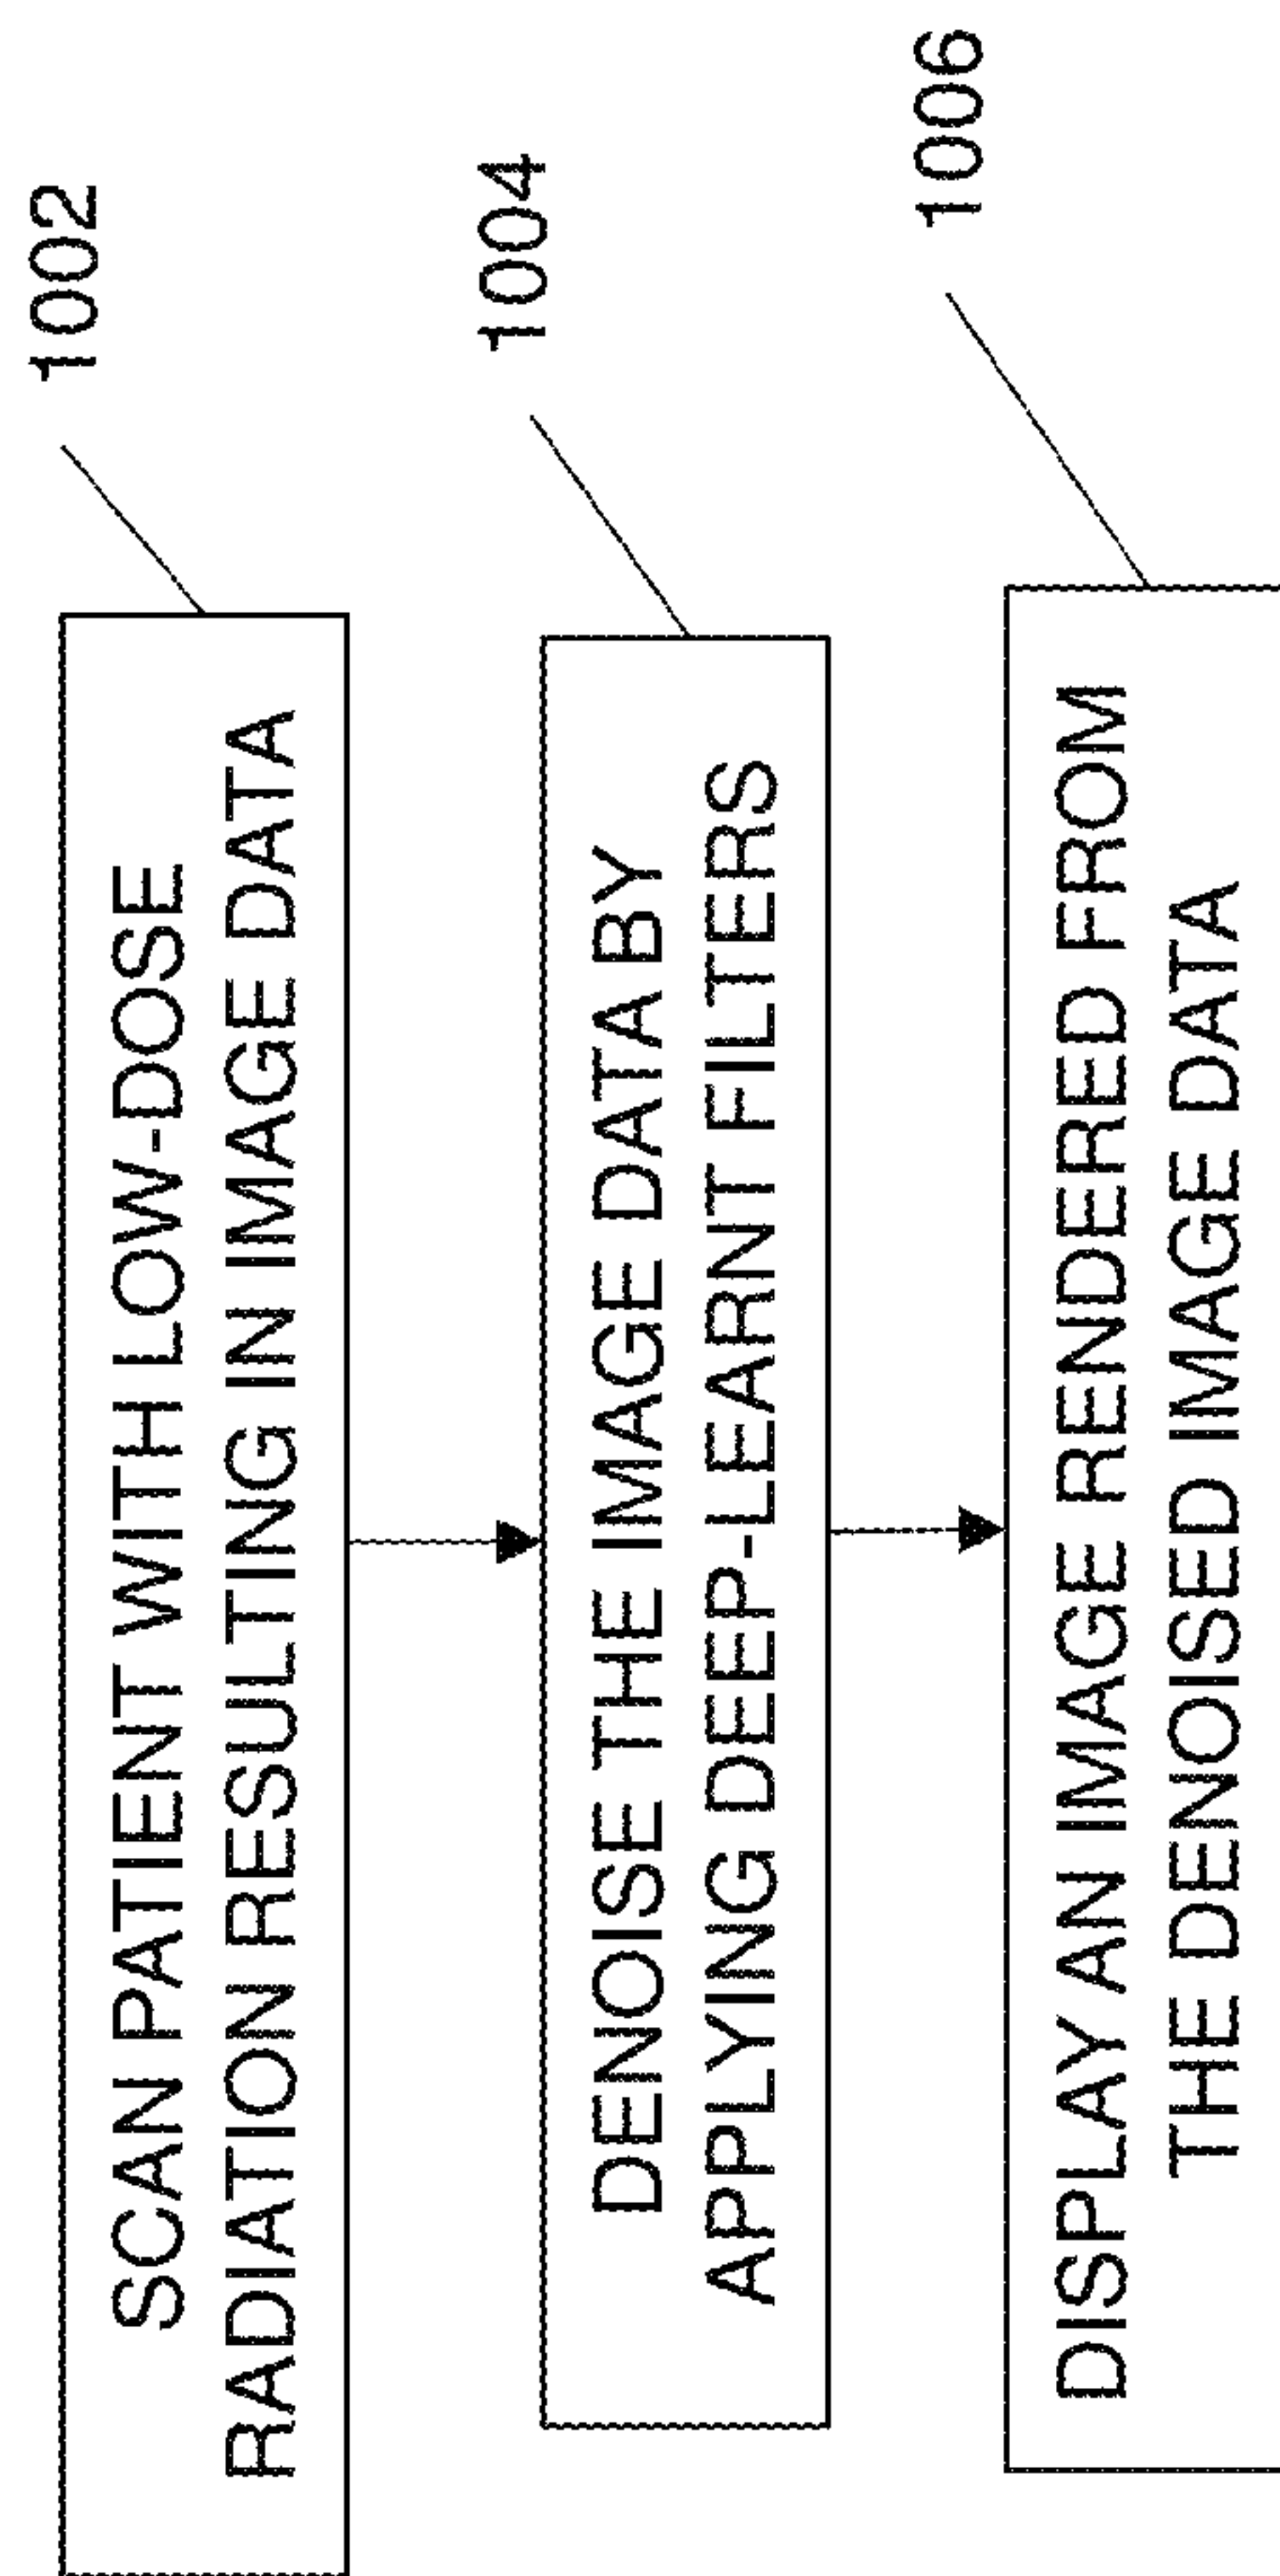 SCAN PATIENT WITH LOW-DOSE
RADIATION RESULTING IN IMAGE DATA
1002
DENOISE THE IMAGE DATA BY
APPLYING DEEP-LEARNT FILTERS
1004
DISPLAY AN IMAGE RENDERED FROM
THE DENOISED IMAGE DATA
1006